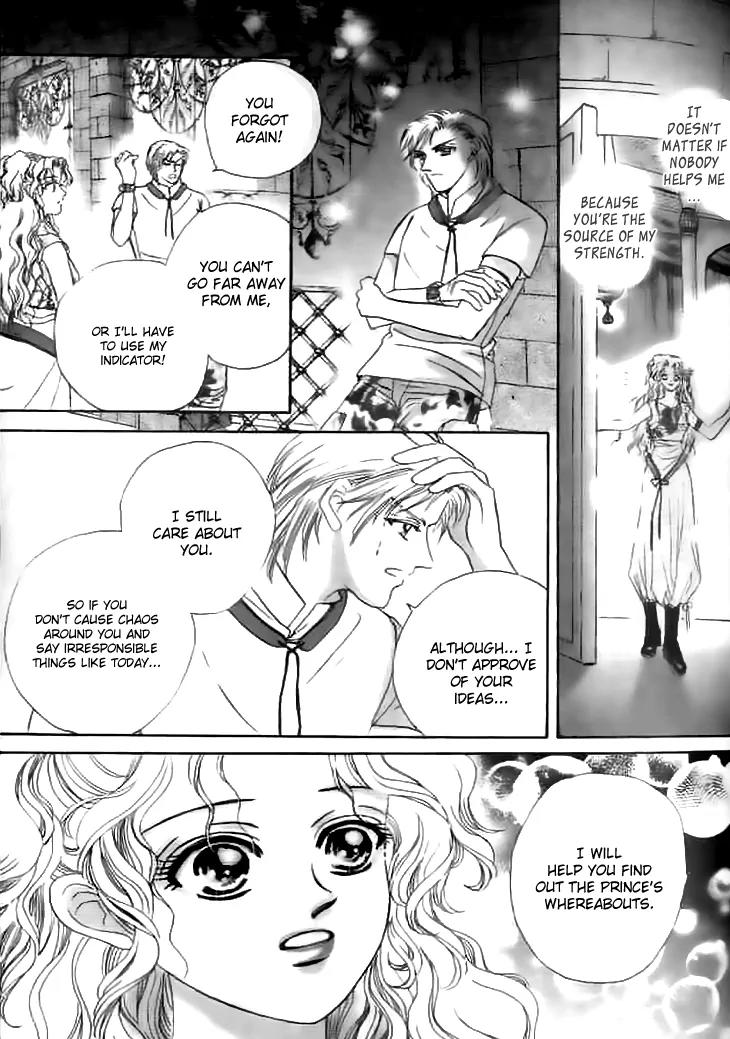 IT
DOESN'T
MATTER IF
NOBODY
HELPS ME
...
BECAUSE
YOU'RE THE
SOURCE OF MY
STRENGTH.
YOU
FORGOT
AGAIN!
YOU CAN'T
GO FAR AWAY
FROM ME,
OR I'LL HAVE
TO USE MY
INDICATOR!
ALTHOUGH... I
DON'T APPROVE
OF YOUR
IDEAS...
I STILL
CARE ABOUT
YOU.
SO IF YOU
DON'T CAUSE CHAOS
AROUND YOU AND
SAY IRRESPONSIBLE
THINGS LIKE TODAY...
I WILL
HELP YOU FIND
OUT THE PRINCE'S
WHEREABOUTS.